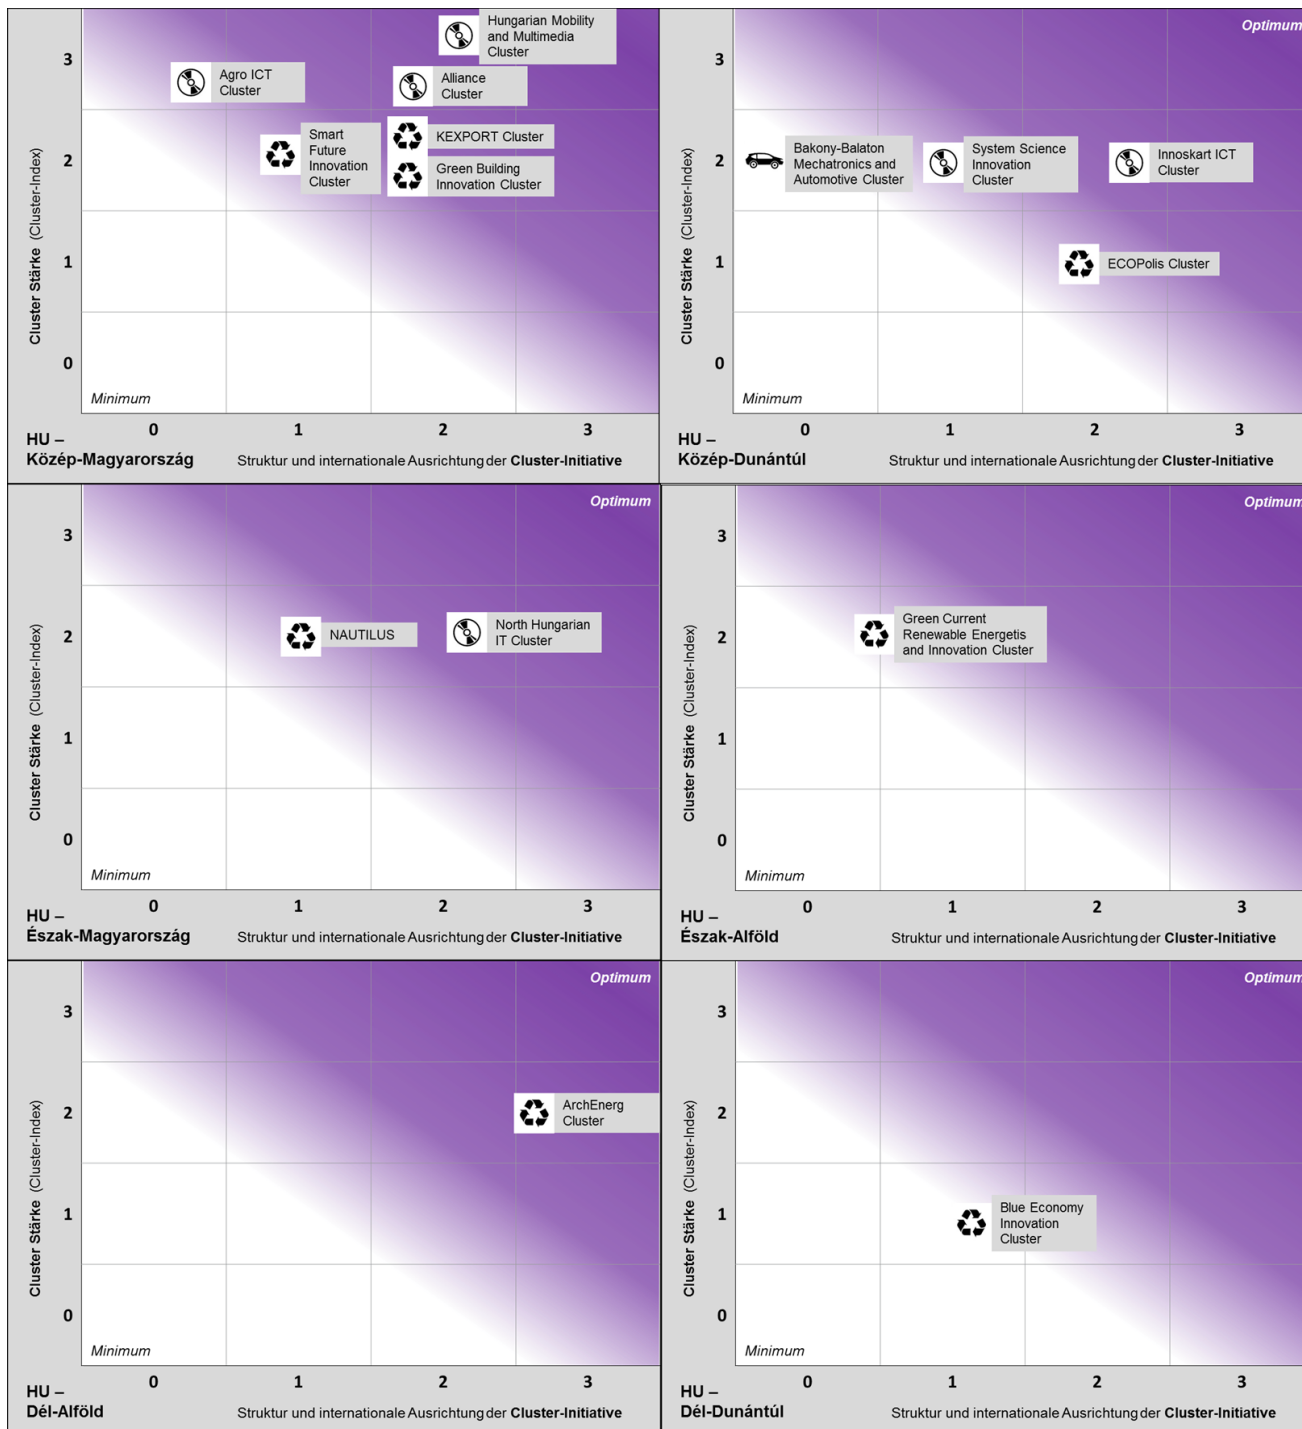 Hungarian Mobility
and Multimedia
Cluster
Agro ICT
Cluster
Alliance
Cluster
Smart
Future
Innovation
Cluster
KEXPORT Cluster
Green Building
Innovation Cluster
Cluster Stärke (Cluster-Index)
3
2
1
0
Minimum
0 1 2 3
HU –
Közép-Magyarország
Struktur und internationale Ausrichtung der Cluster-Initiative
Optimum
Bakony-Balaton
Mechatronics and
Automotive Cluster
System Science
Innovation
Cluster
Innoskart ICT
Cluster
ECOPolis Cluster
Cluster Stärke (Cluster-Index)
3
2
1
0
Minimum
0 1 2 3
HU –
Közép-Dunántúl
Struktur und internationale Ausrichtung der Cluster-Initiative
Optimum
NAUTILUS
North Hungarian
IT Cluster
Cluster Stärke (Cluster-Index)
3
2
1
0
Minimum
0 1 2 3
HU –
Észak-Magyarország
Struktur und internationale Ausrichtung der Cluster-Initiative
Optimum
Green Current
Renewable Energetis
and Innovation Cluster
Cluster Stärke (Cluster-Index)
3
2
1
0
Minimum
0 1 2 3
HU –
Észak-Alföld
Struktur und internationale Ausrichtung der Cluster-Initiative
Optimum
ArchEnerg
Cluster
Cluster Stärke (Cluster-Index)
3
2
1
0
Minimum
0 1 2 3
HU –
Dél-Alföld
Struktur und internationale Ausrichtung der Cluster-Initiative
Optimum
Blue Economy
Innovation
Cluster
Cluster Stärke (Cluster-Index)
3
2
1
0
Minimum
0 1 2 3
HU –
Dél-Dunántúl
Struktur und internationale Ausrichtung der Cluster-Initiative